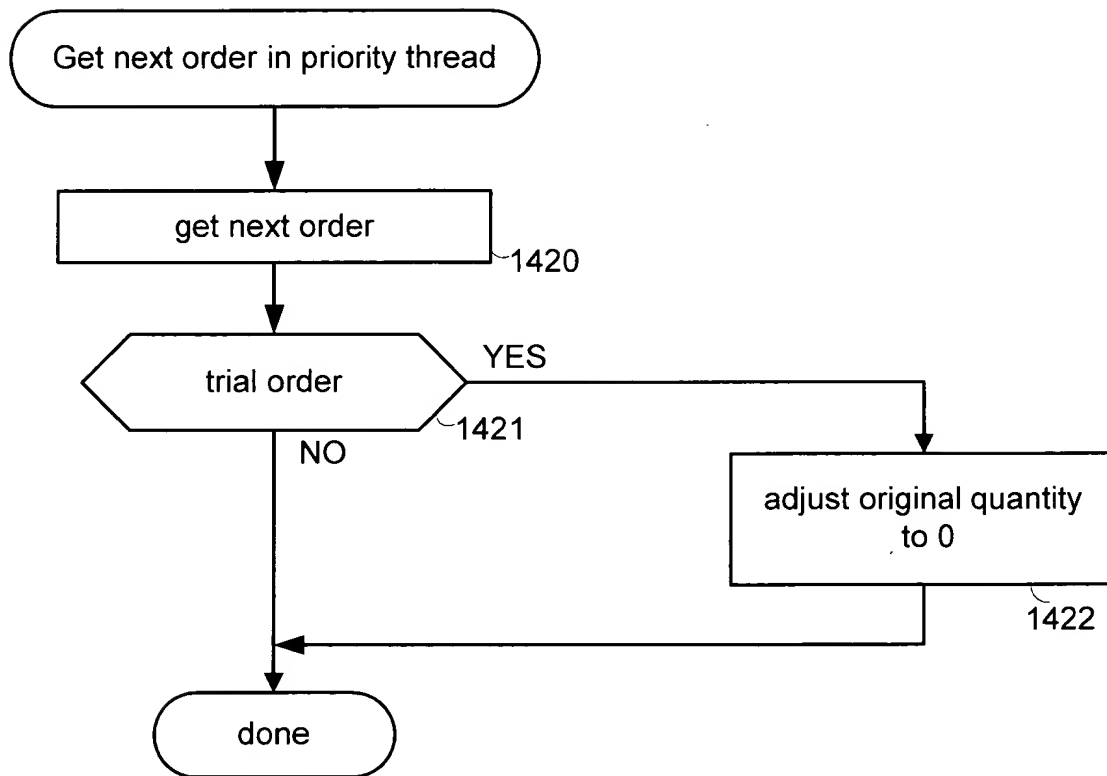 Get next order in priority thread
get next order
1420
trial order
YES
1421
NO
adjust original quantity
to 0
1422
done